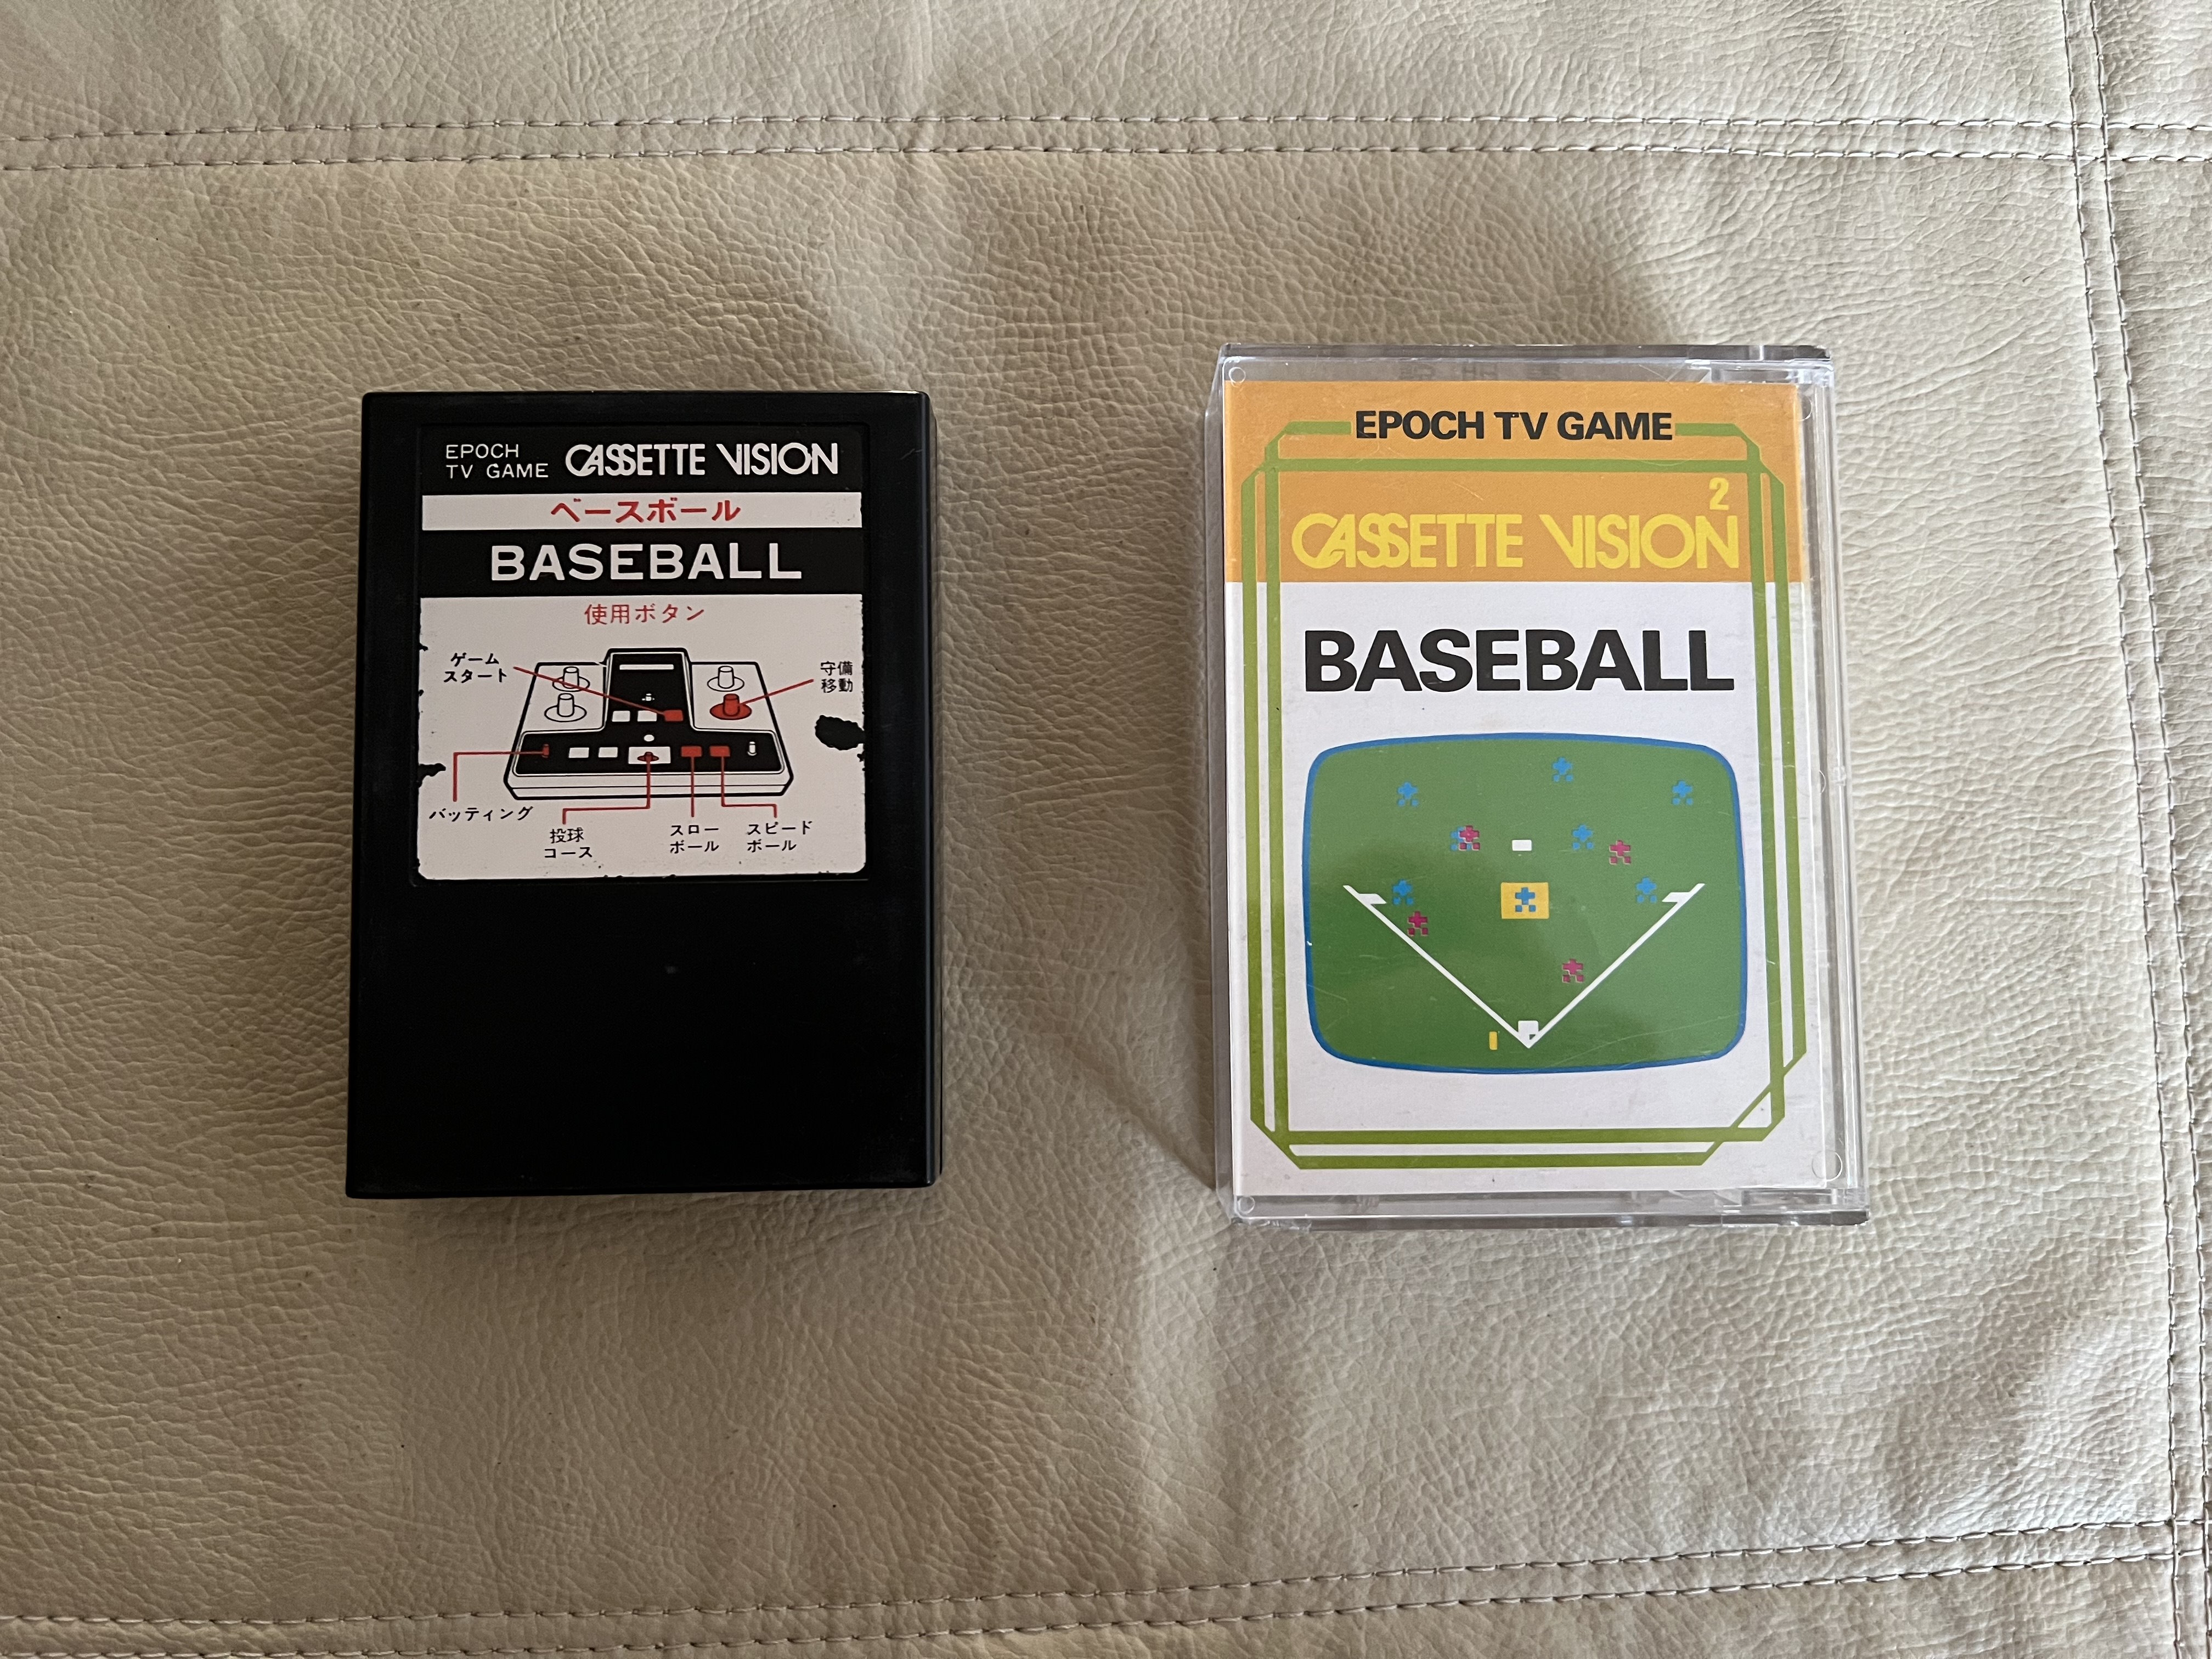 EPOCH
TV GAME CASSETTE VISION
ベースボール
BASEBALL
使用ボタン
ゲーム
スタート
守備
移動
バッティング
投球
コース
スロー
ボール
スピード
ボール
EPOCH TV GAME
2
CASSETTE VISION
BASEBALL